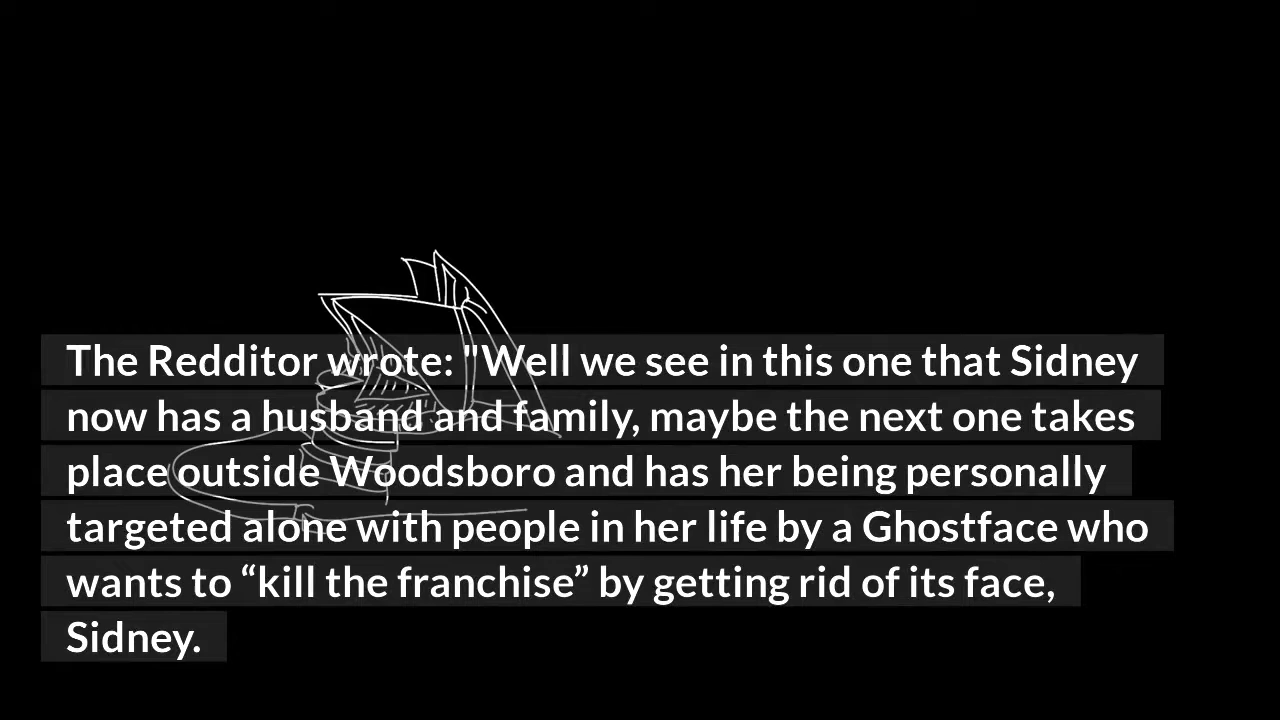 The Redditor wrote: "Well we see in this one that Sidney
now has a husband and family, maybe the next one takes
place outside Woodsboro and has her being personally
targeted alone with people in her life by a Ghostface who
wants to “kill the franchise” by getting rid of its face,
Sidney.